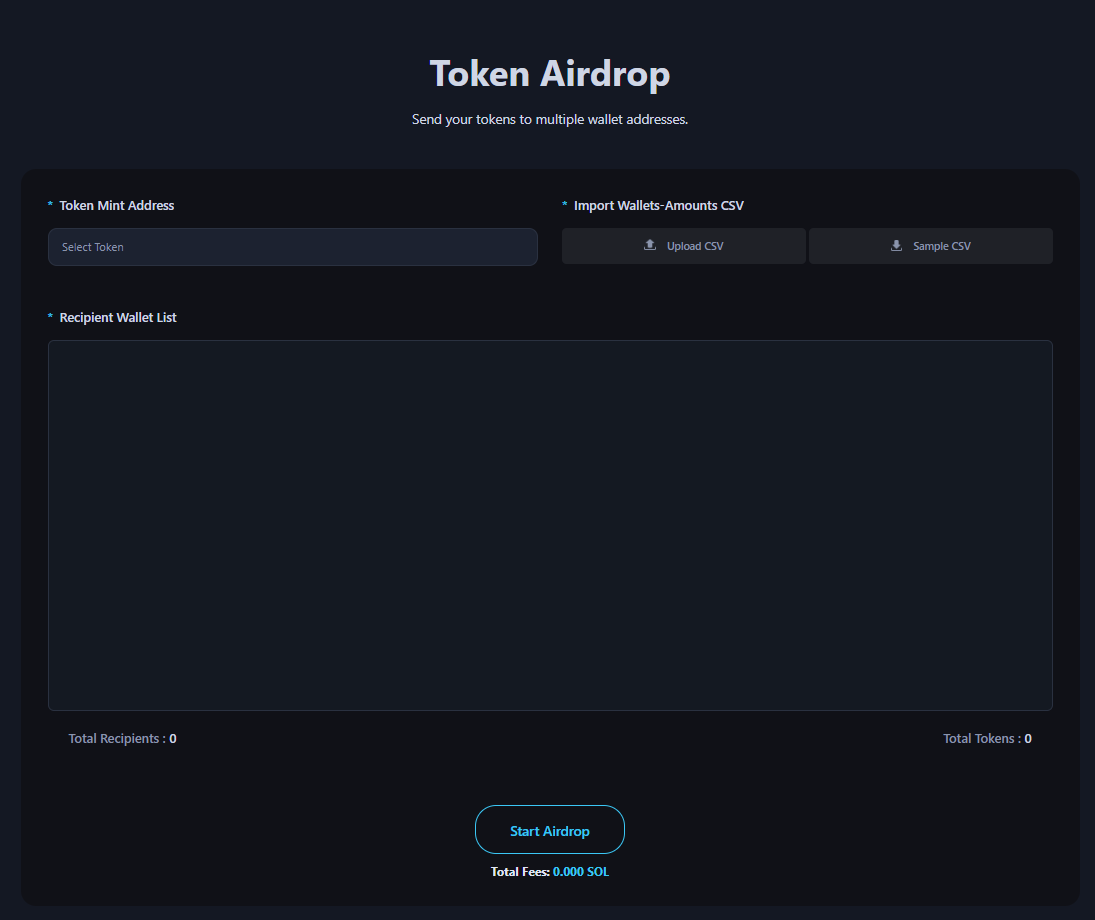 Token Airdrop
Send your tokens to multiple wallet addresses.
* Token Mint Address
* Import Wallets-Amounts CSV
Select Token
Upload CSV
Sample CSV
* Recipient Wallet List
Total Recipients : 0
Total Tokens : 0
Start Airdrop
Total Fees: 0.000 SOL